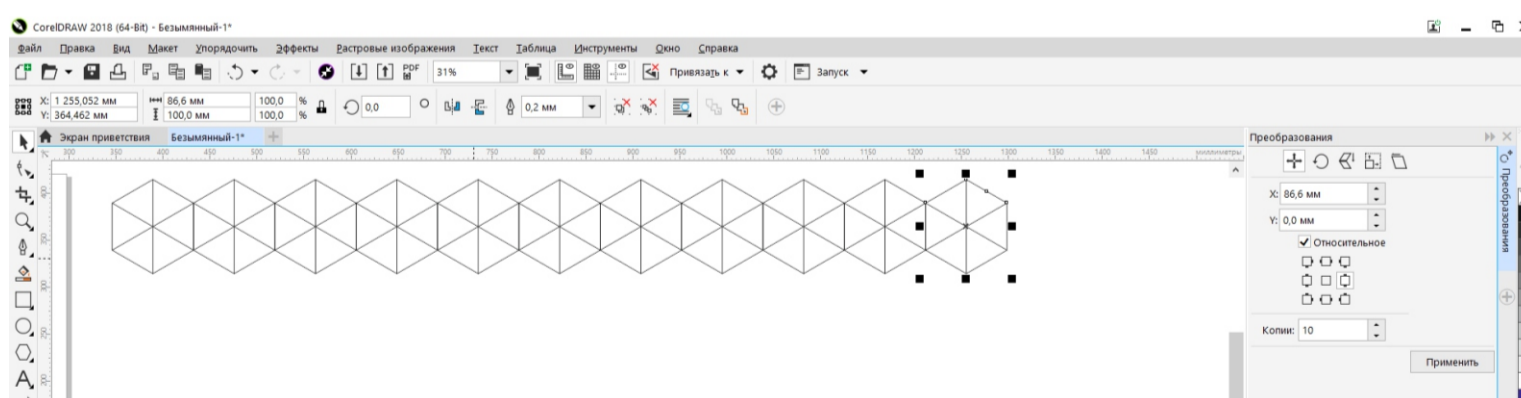 CorelDRAW 2018 (64-Bit) - Безымянный-1*
Файл Правка Вид Макет Упорядочить Эффекты Растровые изображения Текст Таблица Инструменты Окно Справка
PDF 31% Привязать к Запуск
X: 1 255,052 мм 86,6 мм 100,0 % 0,0 0,2 мм
Y: 364,462 мм 100,0 мм 100,0 %
Экран приветствия Безымянный-1*
Преобразования
300 350 400 450 500 550 600 650 700 750 800 850 900 950 1000 1050 1100 1150 1200 1250 1300 1350 1400 1450 миллиметры
X: 86,6 мм
Y: 0,0 мм
Относительное
Преобразования
Копии: 10
Применить